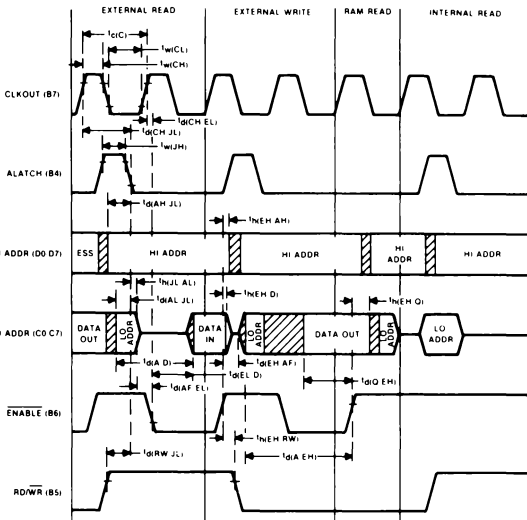 EXTERNAL READ
EXTERNAL WRITE
RAM READ
INTERNAL READ
tc(C)
tw(CL)
tw(CH)
CLKOUT (B7)
td(CH EL)
td(CH JL)
tw(JH)
ALATCH (B4)
td(AH JL)
th(EH AH)
ADDR (D0 D7)
ESS
HI ADDR
HI ADDR
HI ADDR
HI ADDR
th(JL AL)
td(AL JL)
th(EH D)
th(EH Q)
ADDR (C0 C7)
DATA OUT
LO ADDR
DATA IN
LO ADDR
DATA OUT
LO ADDR
LO ADDR
td(A D)
td(EH AF)
td(EL D)
td(Q EH)
td(AF EL)
ENABLE (B6)
th(EH RW)
td(RW JL)
td(A EH)
RD/WR (B5)